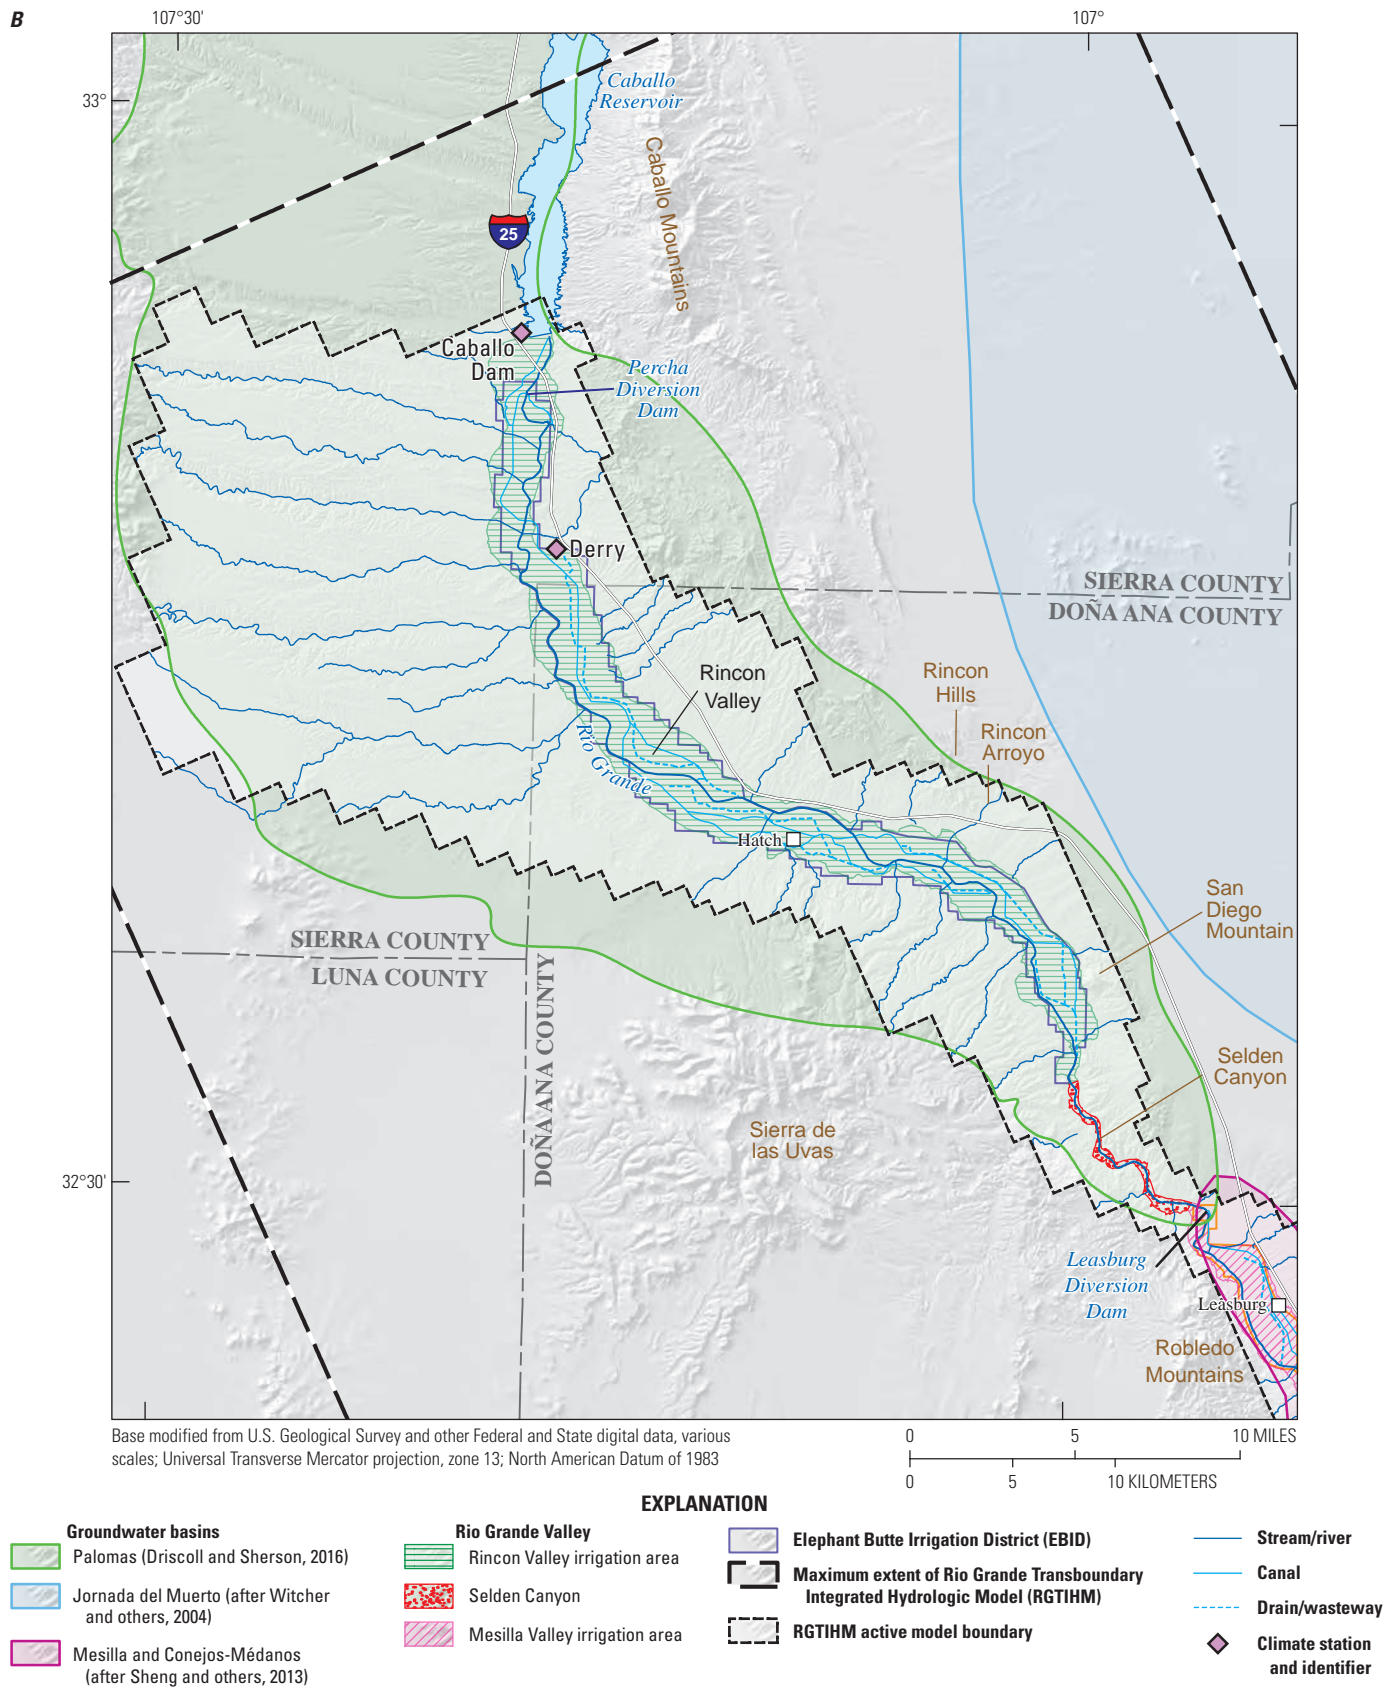 B
107°30'
107°
33°
Caballo
Reservoir
Caballo Mountains
25
Caballo
Dam
Percha
Diversion
Dam
Derry
SIERRA COUNTY
DOÑA ANA COUNTY
Rincon
Valley
Rincon
Hills
Rincon
Arroyo
Rio Grande
Hatch
San
Diego
Mountain
SIERRA COUNTY
LUNA COUNTY
DOÑA ANA COUNTY
Selden
Canyon
Sierra de
las Uvas
32°30'
Leasburg
Diversion
Dam
Leasburg
Robledo
Mountains
Base modified from U.S. Geological Survey and other Federal and State digital data, various
scales; Universal Transverse Mercator projection, zone 13; North American Datum of 1983
0 5 10 MILES
0 5 10 KILOMETERS
EXPLANATION
Groundwater basins
Palomas (Driscoll and Sherson, 2016)
Jornada del Muerto (after Witcher
and others, 2004)
Mesilla and Conejos-Médanos
(after Sheng and others, 2013)
Rio Grande Valley
Rincon Valley irrigation area
Selden Canyon
Mesilla Valley irrigation area
Elephant Butte Irrigation District (EBID)
Maximum extent of Rio Grande Transboundary
Integrated Hydrologic Model (RGTIHM)
RGTIHM active model boundary
Stream/river
Canal
Drain/wasteway
Climate station
and identifier